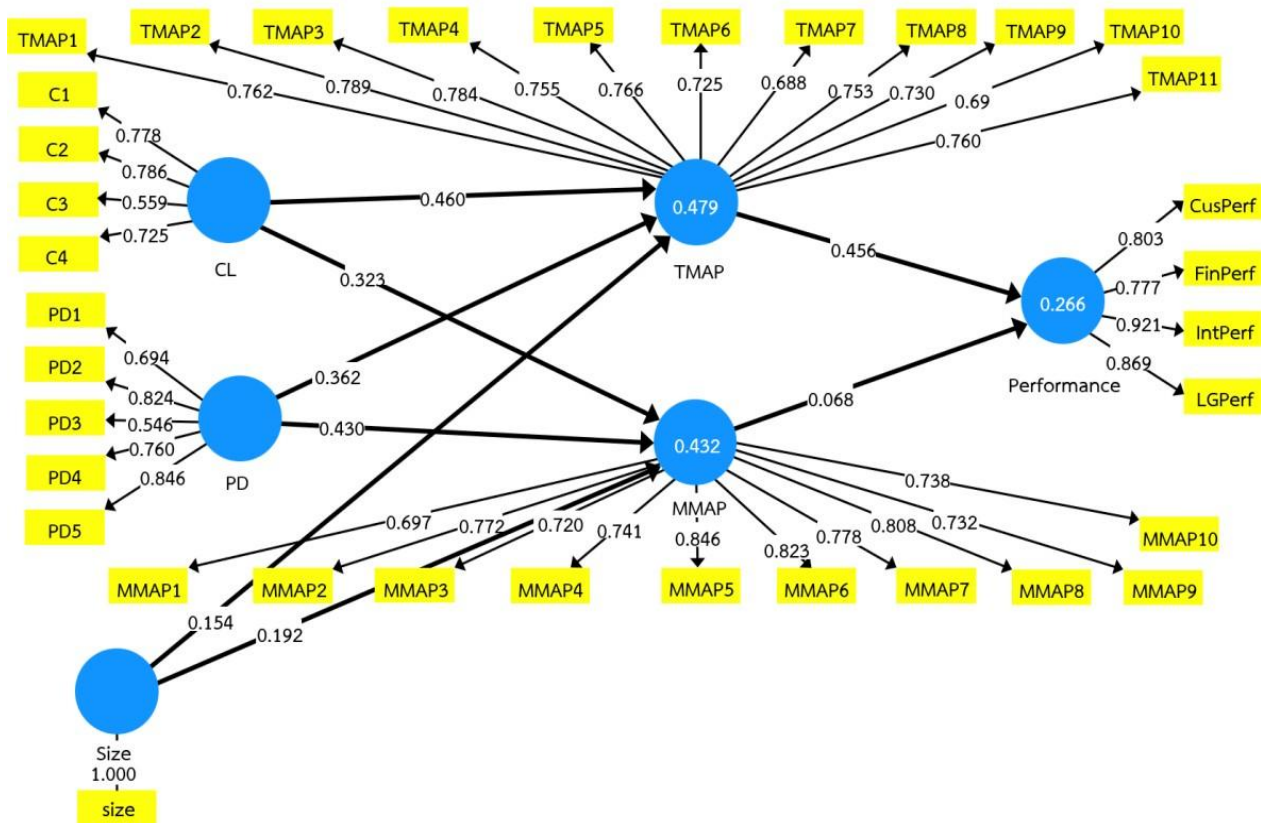 TMAP1 TMAP2 TMAP3 TMAP4 TMAP5 TMAP6 TMAP7 TMAP8 TMAP9 TMAP10
TMAP11
0.762 0.789 0.784 0.755 0.766 0.725 0.688 0.753 0.730 0.69 0.760
C1
C2
C3
C4
0.778
0.786
0.559
0.725
CL
0.460
0.323
0.479
TMAP
0.456
PD1
PD2
PD3
PD4
PD5
0.694
0.824
0.546
0.760
0.846
PD
0.362
0.430
0.432
MMAP
0.068
0.266
Performance
0.803
0.777
0.921
0.869
CusPerf
FinPerf
IntPerf
LGPerf
0.697 0.772 0.720 0.741 0.846 0.823 0.778 0.808 0.732 0.738
MMAP1 MMAP2 MMAP3 MMAP4 MMAP5 MMAP6 MMAP7 MMAP8 MMAP9
MMAP10
0.154
0.192
Size
1.000
size